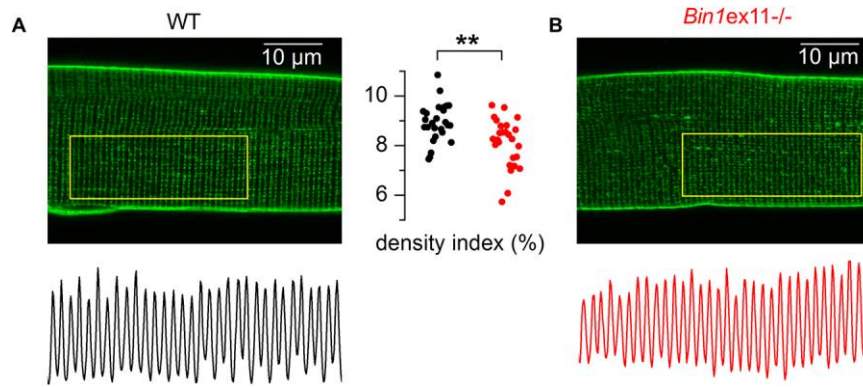 A
WT
10 µm
**
10
8
6
density index (%)
B
Bin1ex11-/-
10 µm